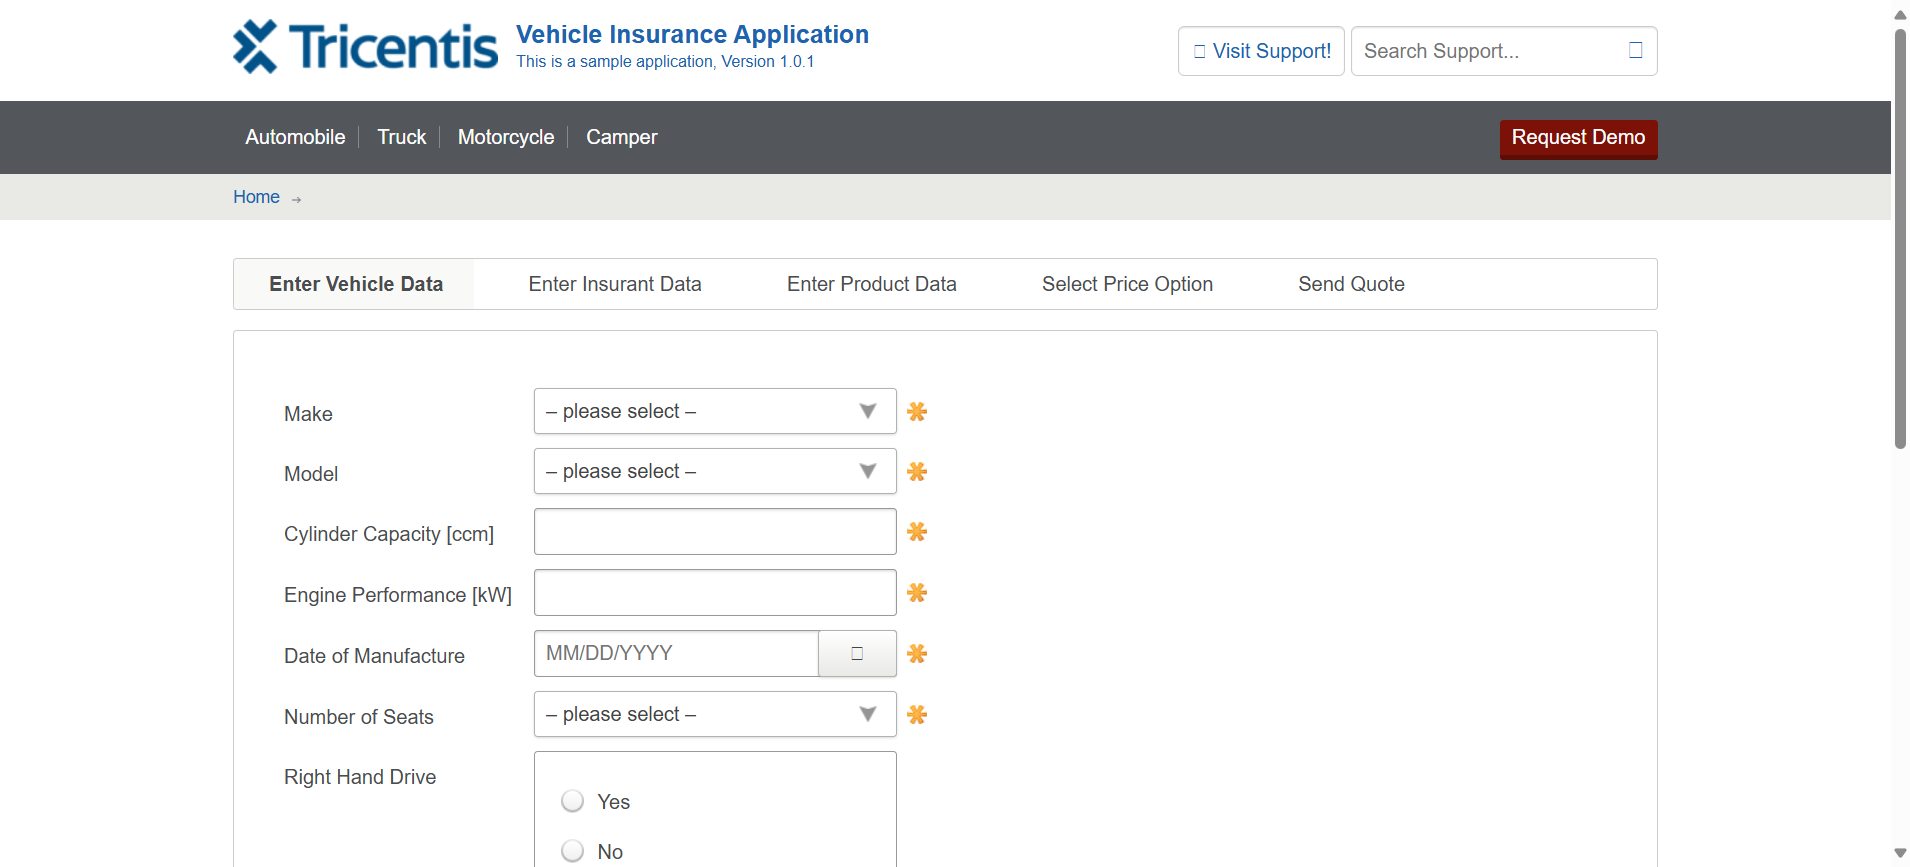 Tricentis
Vehicle Insurance Application
This is a sample application, Version 1.0.1
Visit Support!
Search Support...
Automobile
Truck
Motorcycle
Camper
Request Demo
Home →
Enter Vehicle Data
Enter Insurant Data
Enter Product Data
Select Price Option
Send Quote
Make
– please select –
Model
– please select –
Cylinder Capacity [ccm]
Engine Performance [kW]
Date of Manufacture
MM/DD/YYYY
Number of Seats
– please select –
Right Hand Drive
Yes
No